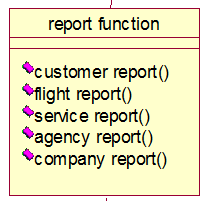 report function
customer report()
flight report()
service report()
agency report()
company report()